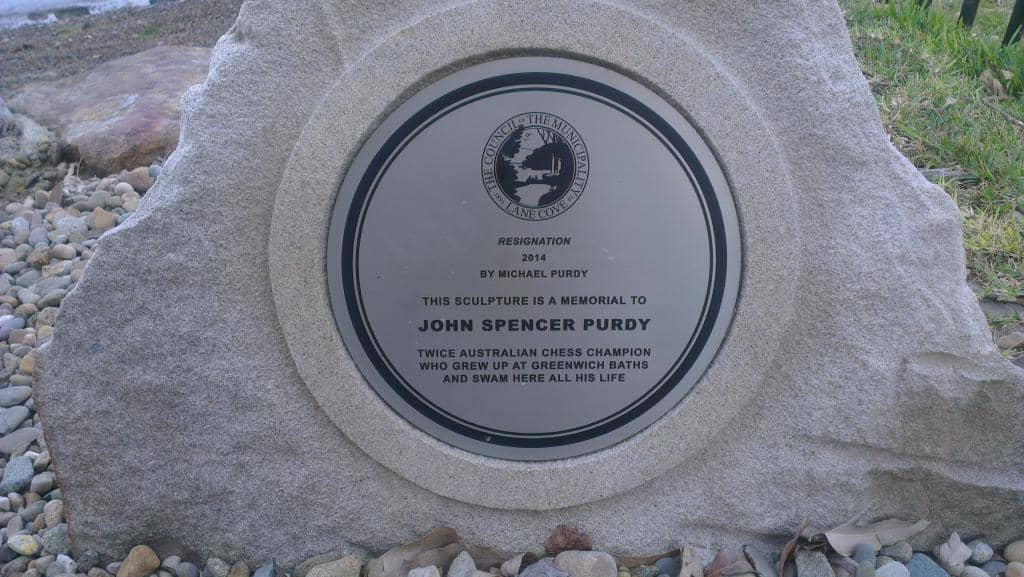 THE COUNCIL OF THE MUNICIPALITY
LANE COVE
RESIGNATION
2014
BY MICHAEL PURDY
THIS SCULPTURE IS A MEMORIAL TO
JOHN SPENCER PURDY
TWICE AUSTRALIAN CHESS CHAMPION
WHO GREW UP AT GREENWICH BATHS
AND SWAM HERE ALL HIS LIFE